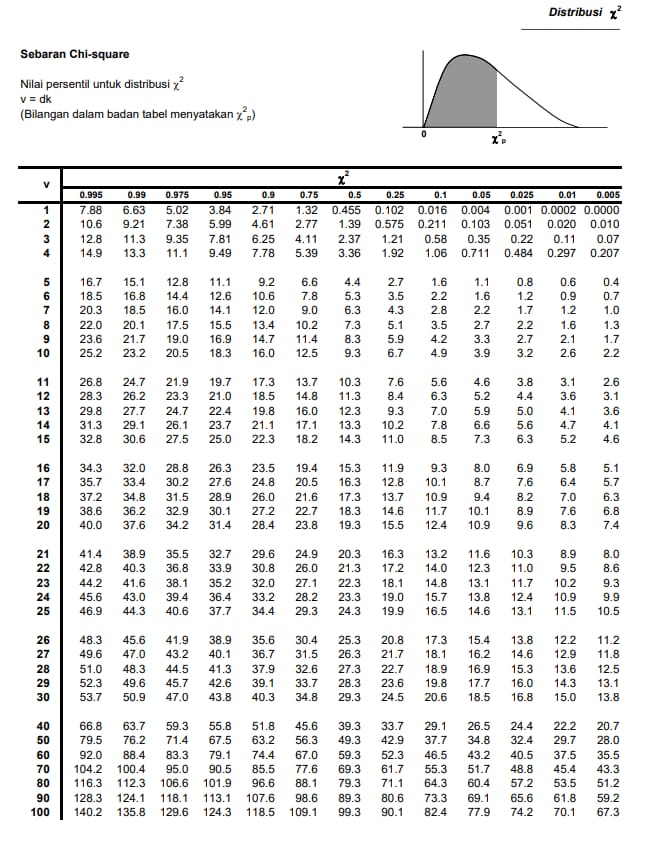 Distribusi χ²
Sebaran Chi-square
Nilai persentil untuk distribusi χ²
v = dk
(Bilangan dalam badan tabel menyatakan χ²p)
0
χ²p
v
χ²
0.995 0.99 0.975 0.95 0.9 0.75 0.5 0.25 0.1 0.05 0.025 0.01 0.005
1 7.88 6.63 5.02 3.84 2.71 1.32 0.455 0.102 0.016 0.004 0.001 0.0002 0.0000
2 10.6 9.21 7.38 5.99 4.61 2.77 1.39 0.575 0.211 0.103 0.051 0.020 0.010
3 12.8 11.3 9.35 7.81 6.25 4.11 2.37 1.21 0.58 0.35 0.22 0.11 0.07
4 14.9 13.3 11.1 9.49 7.78 5.39 3.36 1.92 1.06 0.711 0.484 0.297 0.207
5 16.7 15.1 12.8 11.1 9.2 6.6 4.4 2.7 1.6 1.1 0.8 0.6 0.4
6 18.5 16.8 14.4 12.6 10.6 7.8 5.3 3.5 2.2 1.6 1.2 0.9 0.7
7 20.3 18.5 16.0 14.1 12.0 9.0 6.3 4.3 2.8 2.2 1.7 1.2 1.0
8 22.0 20.1 17.5 15.5 13.4 10.2 7.3 5.1 3.5 2.7 2.2 1.6 1.3
9 23.6 21.7 19.0 16.9 14.7 11.4 8.3 5.9 4.2 3.3 2.7 2.1 1.7
10 25.2 23.2 20.5 18.3 16.0 12.5 9.3 6.7 4.9 3.9 3.2 2.6 2.2
11 26.8 24.7 21.9 19.7 17.3 13.7 10.3 7.6 5.6 4.6 3.8 3.1 2.6
12 28.3 26.2 23.3 21.0 18.5 14.8 11.3 8.4 6.3 5.2 4.4 3.6 3.1
13 29.8 27.7 24.7 22.4 19.8 16.0 12.3 9.3 7.0 5.9 5.0 4.1 3.6
14 31.3 29.1 26.1 23.7 21.1 17.1 13.3 10.2 7.8 6.6 5.6 4.7 4.1
15 32.8 30.6 27.5 25.0 22.3 18.2 14.3 11.0 8.5 7.3 6.3 5.2 4.6
16 34.3 32.0 28.8 26.3 23.5 19.4 15.3 11.9 9.3 8.0 6.9 5.8 5.1
17 35.7 33.4 30.2 27.6 24.8 20.5 16.3 12.8 10.1 8.7 7.6 6.4 5.7
18 37.2 34.8 31.5 28.9 26.0 21.6 17.3 13.7 10.9 9.4 8.2 7.0 6.3
19 38.6 36.2 32.9 30.1 27.2 22.7 18.3 14.6 11.7 10.1 8.9 7.6 6.8
20 40.0 37.6 34.2 31.4 28.4 23.8 19.3 15.5 12.4 10.9 9.6 8.3 7.4
21 41.4 38.9 35.5 32.7 29.6 24.9 20.3 16.3 13.2 11.6 10.3 8.9 8.0
22 42.8 40.3 36.8 33.9 30.8 26.0 21.3 17.2 14.0 12.3 11.0 9.5 8.6
23 44.2 41.6 38.1 35.2 32.0 27.1 22.3 18.1 14.8 13.1 11.7 10.2 9.3
24 45.6 43.0 39.4 36.4 33.2 28.2 23.3 19.0 15.7 13.8 12.4 10.9 9.9
25 46.9 44.3 40.6 37.7 34.4 29.3 24.3 19.9 16.5 14.6 13.1 11.5 10.5
26 48.3 45.6 41.9 38.9 35.6 30.4 25.3 20.8 17.3 15.4 13.8 12.2 11.2
27 49.6 47.0 43.2 40.1 36.7 31.5 26.3 21.7 18.1 16.2 14.6 12.9 11.8
28 51.0 48.3 44.5 41.3 37.9 32.6 27.3 22.7 18.9 16.9 15.3 13.6 12.5
29 52.3 49.6 45.7 42.6 39.1 33.7 28.3 23.6 19.8 17.7 16.0 14.3 13.1
30 53.7 50.9 47.0 43.8 40.3 34.8 29.3 24.5 20.6 18.5 16.8 15.0 13.8
40 66.8 63.7 59.3 55.8 51.8 45.6 39.3 33.7 29.1 26.5 24.4 22.2 20.7
50 79.5 76.2 71.4 67.5 63.2 56.3 49.3 42.9 37.7 34.8 32.4 29.7 28.0
60 92.0 88.4 83.3 79.1 74.4 67.0 59.3 52.3 46.5 43.2 40.5 37.5 35.5
70 104.2 100.4 95.0 90.5 85.5 77.6 69.3 61.7 55.3 51.7 48.8 45.4 43.3
80 116.3 112.3 106.6 101.9 96.6 88.1 79.3 71.1 64.3 60.4 57.2 53.5 51.2
90 128.3 124.1 118.1 113.1 107.6 98.6 89.3 80.6 73.3 69.1 65.6 61.8 59.2
100 140.2 135.8 129.6 124.3 118.5 109.1 99.3 90.1 82.4 77.9 74.2 70.1 67.3